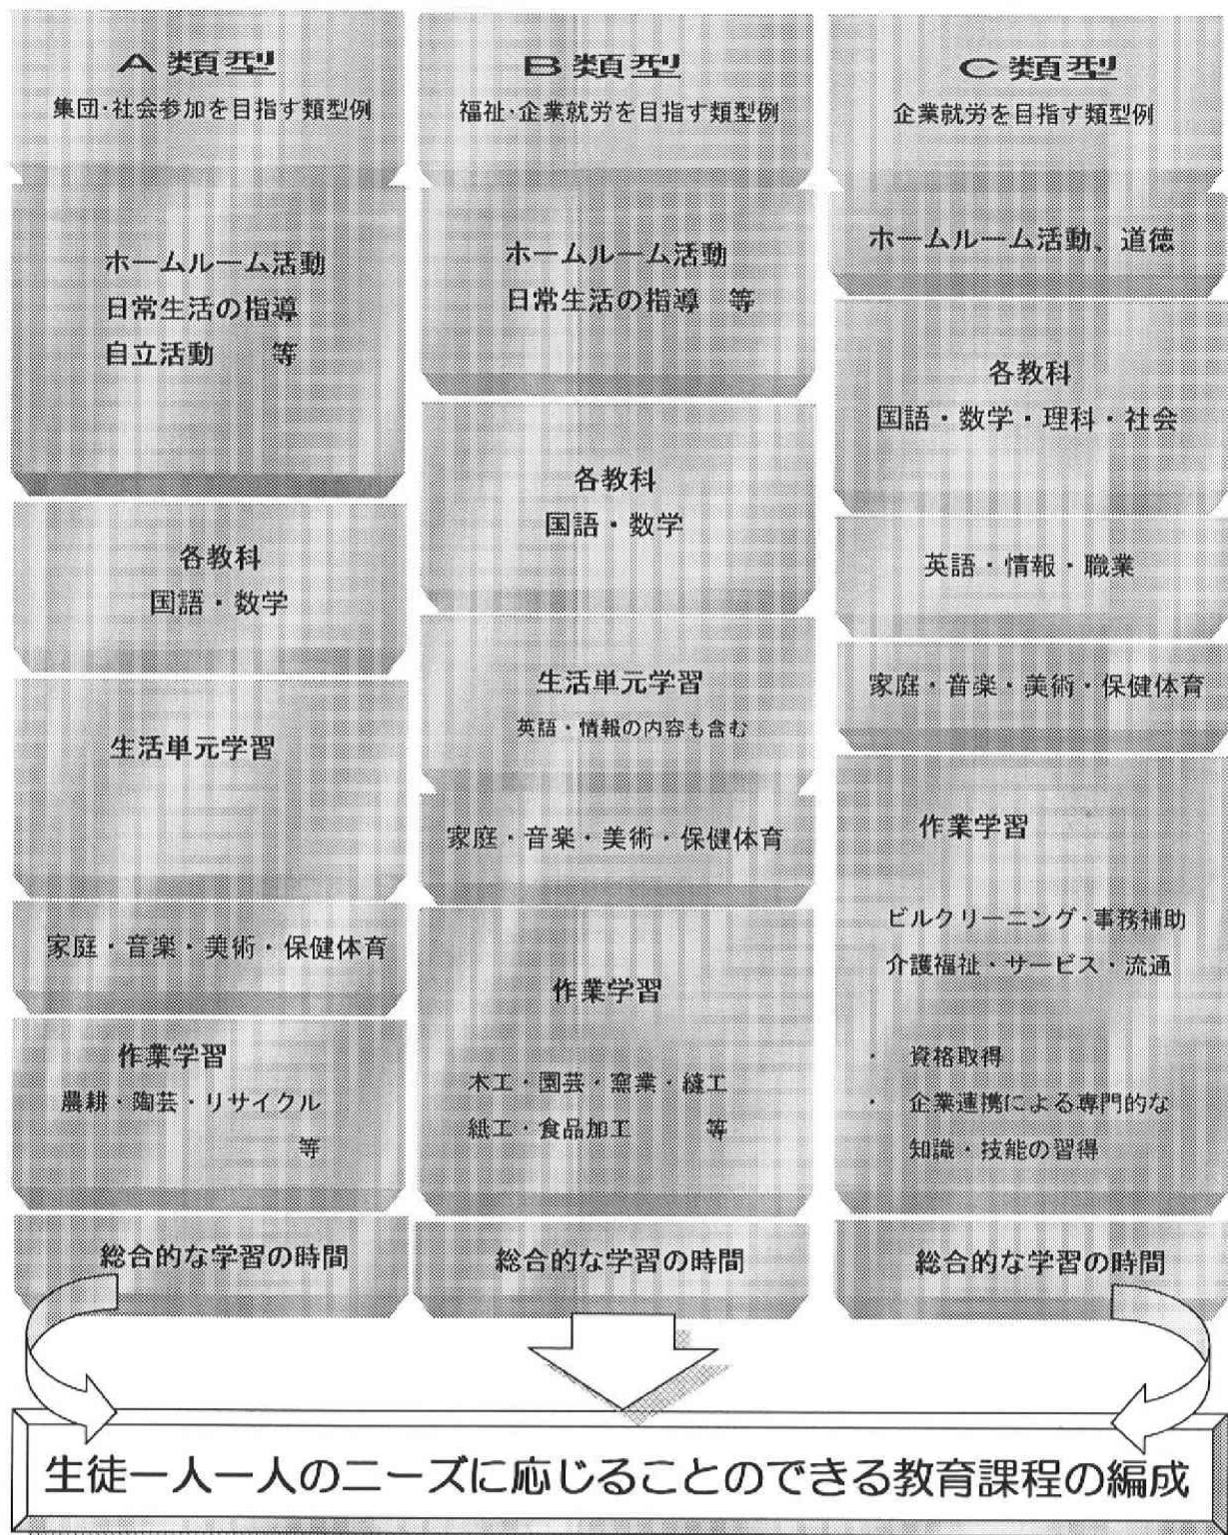 A類型
集団・社会参加を目指す類型例
ホームルーム活動
日常生活の指導
自立活動　　等
各教科
国語・数学
生活単元学習
家庭・音楽・美術・保健体育
作業学習
農耕・陶芸・リサイクル
等
総合的な学習の時間
B類型
福祉・企業就労を目指す類型例
ホームルーム活動
日常生活の指導　等
各教科
国語・数学
生活単元学習
英語・情報の内容も含む
家庭・音楽・美術・保健体育
作業学習
木工・園芸・窯業・縫工
紙工・食品加工　　　等
総合的な学習の時間
C類型
企業就労を目指す類型例
ホームルーム活動、道徳
各教科
国語・数学・理科・社会
英語・情報・職業
家庭・音楽・美術・保健体育
作業学習
ビルクリーニング・事務補助
介護福祉・サービス・流通
・　資格取得
・　企業連携による専門的な
知識・技能の習得
総合的な学習の時間
生徒一人一人のニーズに応じることのできる教育課程の編成